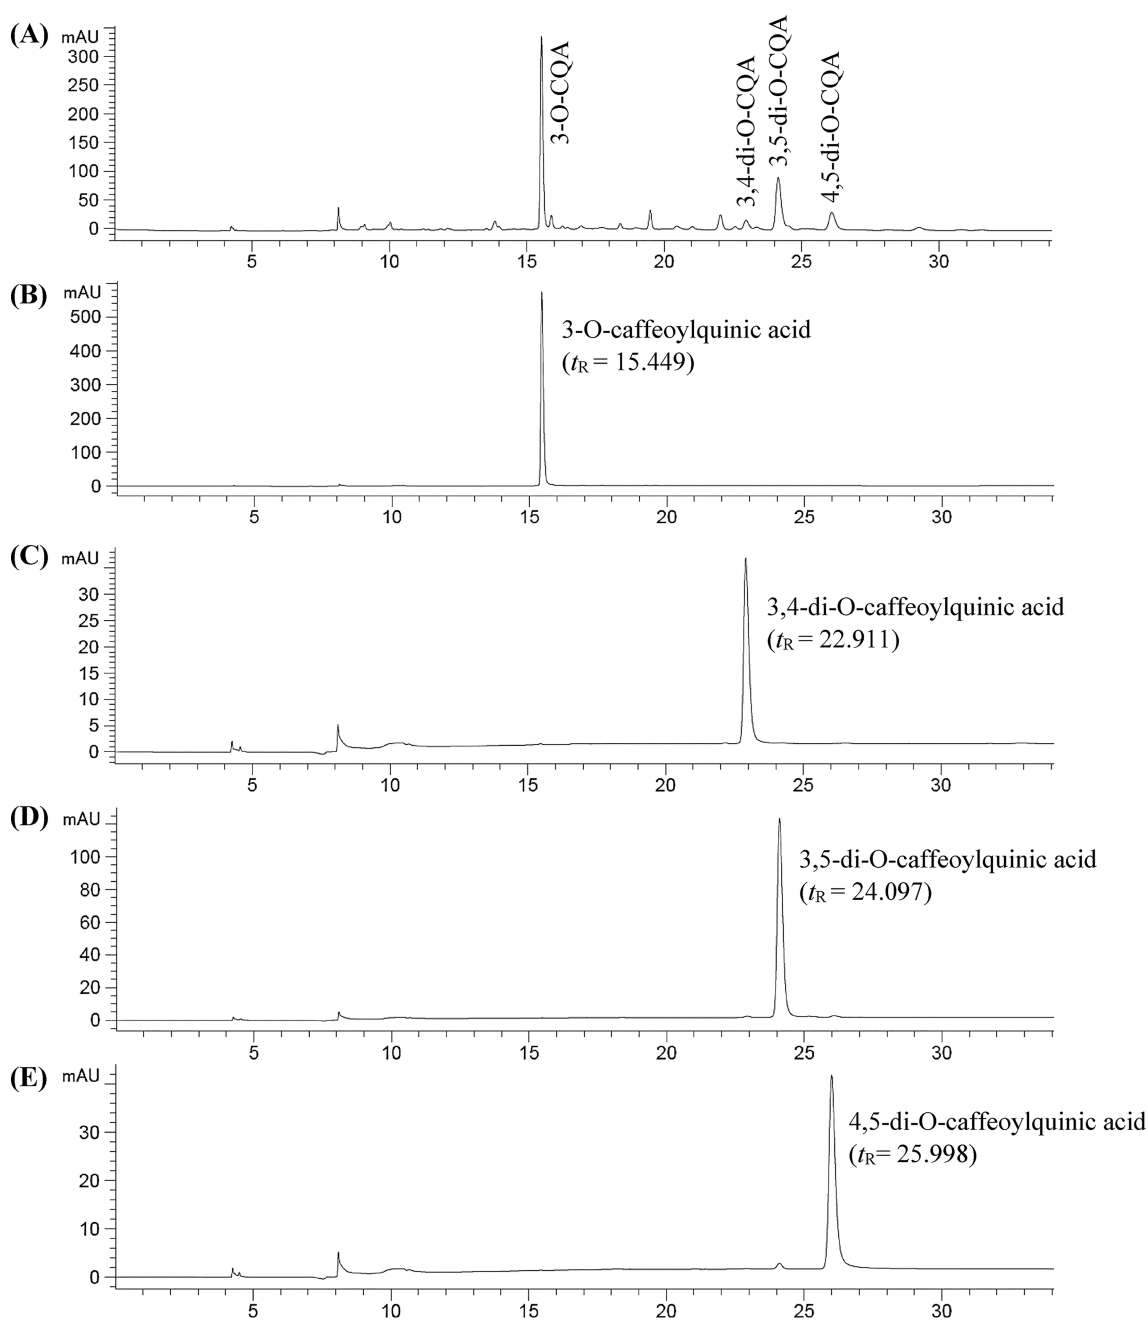 (A)
mAU
300
250
200
150
100
50
0
3-O-CQA
3,4-di-O-CQA
3,5-di-O-CQA
4,5-di-O-CQA
5 10 15 20 25 30
(B)
mAU
500
400
300
200
100
0
3-O-caffeoylquinic acid
(tR = 15.449)
5 10 15 20 25 30
(C)
mAU
30
25
20
15
10
5
0
3,4-di-O-caffeoylquinic acid
(tR = 22.911)
5 10 15 20 25 30
(D)
mAU
100
80
60
40
20
0
3,5-di-O-caffeoylquinic acid
(tR = 24.097)
5 10 15 20 25 30
(E)
mAU
30
20
10
0
4,5-di-O-caffeoylquinic acid
(tR= 25.998)
5 10 15 20 25 30